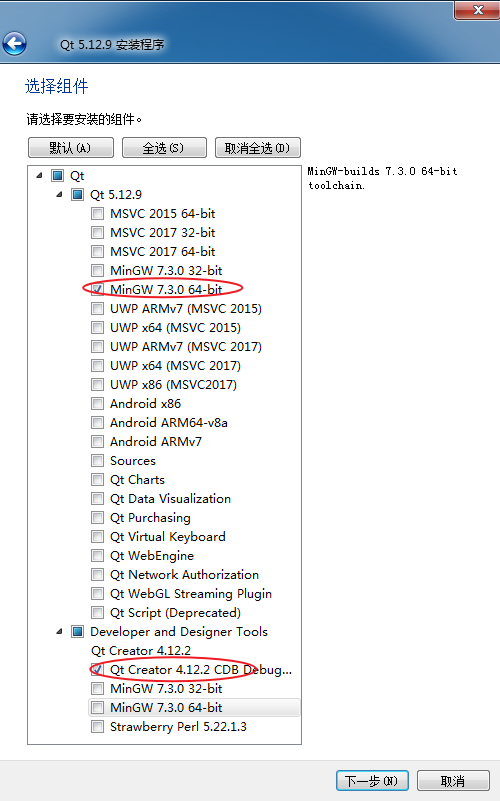 Qt 5.12.9 安装程序
选择组件
请选择要安装的组件。
默认(A) 全选(S) 取消全选(D)
Qt
Qt 5.12.9
MSVC 2015 64-bit
MSVC 2017 32-bit
MSVC 2017 64-bit
MinGW 7.3.0 32-bit
MinGW 7.3.0 64-bit
UWP ARMv7 (MSVC 2015)
UWP x64 (MSVC 2015)
UWP ARMv7 (MSVC 2017)
UWP x64 (MSVC 2017)
UWP x86 (MSVC2017)
Android x86
Android ARM64-v8a
Android ARMv7
Sources
Qt Charts
Qt Data Visualization
Qt Purchasing
Qt Virtual Keyboard
Qt WebEngine
Qt Network Authorization
Qt WebGL Streaming Plugin
Qt Script (Deprecated)
Developer and Designer Tools
Qt Creator 4.12.2
Qt Creator 4.12.2 CDB Debug...
MinGW 7.3.0 32-bit
MinGW 7.3.0 64-bit
Strawberry Perl 5.22.1.3
MinGW-builds 7.3.0 64-bit
toolchain.
下一步(N) 取消